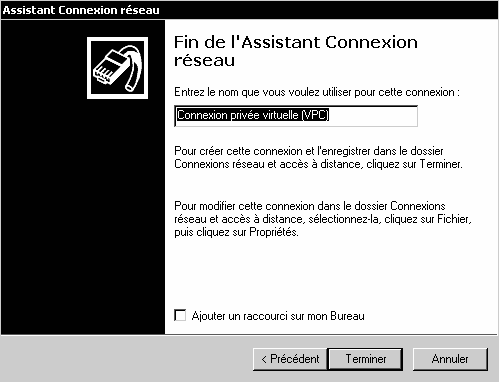 Assistant Connexion réseau
Fin de l'Assistant Connexion
réseau
Entrez le nom que vous voulez utiliser pour cette connexion :
Connexion privée virtuelle (VPC)
Pour créer cette connexion et l'enregistrer dans le dossier
Connexions réseau et accès à distance, cliquez sur Terminer.
Pour modifier cette connexion dans le dossier Connexions
réseau et accès à distance, sélectionnez-la, cliquez sur Fichier,
puis cliquez sur Propriétés.
Ajouter un raccourci sur mon Bureau
< Précédent
Terminer
Annuler